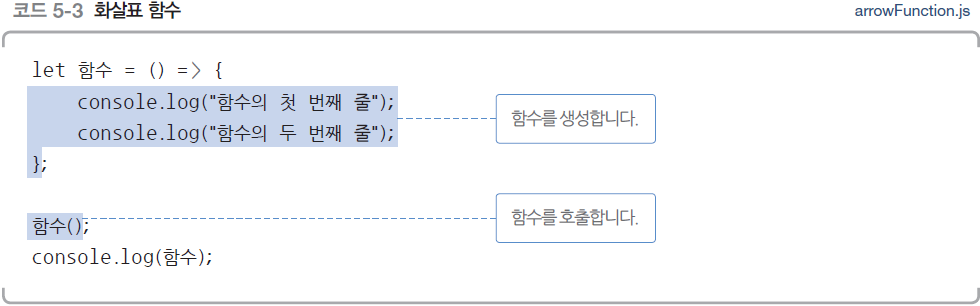 코드 5-3 화살표 함수 arrowFunction.js
let 함수 = () => {
console.log("함수의 첫 번째 줄");
console.log("함수의 두 번째 줄");
함수를 생성합니다.
};
함수();
함수를 호출합니다.
console.log(함수);